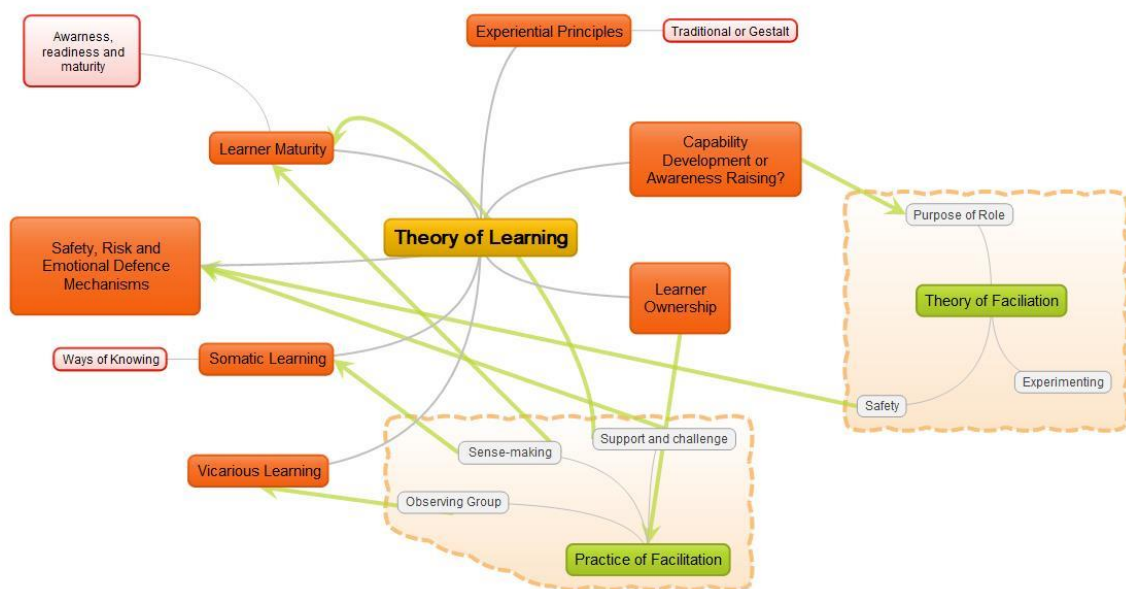 Awarness,
readiness and
maturity
Experiential Principles
Traditional or Gestalt
Learner Maturity
Capability
Development or
Awareness Raising?
Purpose of Role
Theory of Learning
Safety, Risk and
Emotional Defence
Mechanisms
Learner
Ownership
Theory of Faciliation
Ways of Knowing
Somatic Learning
Experimenting
Safety
Support and challenge
Sense-making
Vicarious Learning
Observing Group
Practice of Facilitation